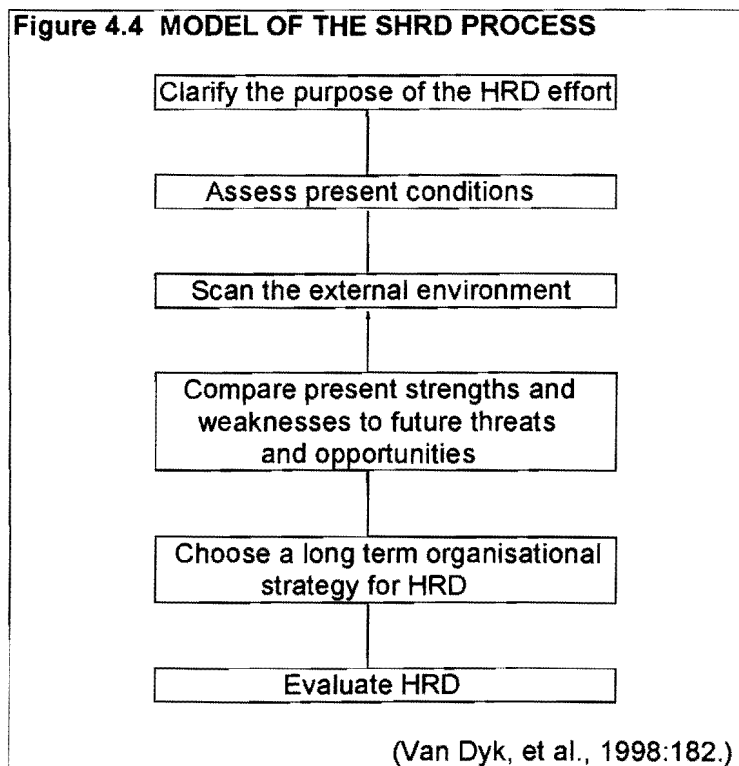 Figure 4.4 MODEL OF THE SHRD PROCESS
Clarify the purpose of the HRD effort
Assess present conditions
Scan the external environment
Compare present strengths and
weaknesses to future threats
and opportunities
Choose a long term organisational
strategy for HRD
Evaluate HRD
(Van Dyk, et al., 1998:182.)